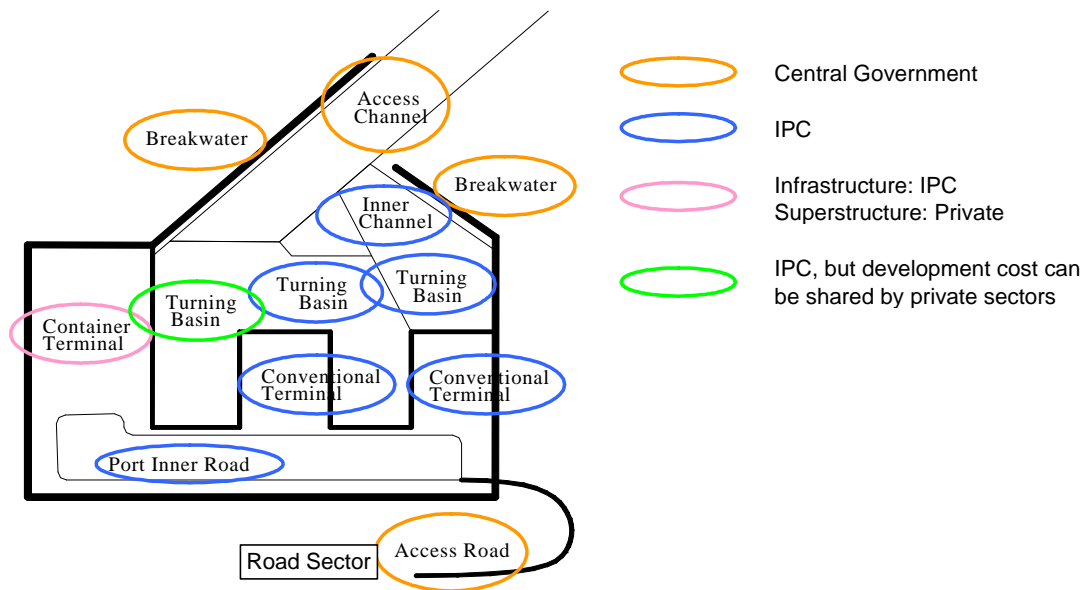 Access
Channel
Breakwater
Breakwater
Inner
Channel
Turning
Basin
Turning
Basin
Turning
Basin
Container
Terminal
Conventional
Terminal
Conventional
Terminal
Port Inner Road
Road Sector
Access Road
Central Government
IPC
Infrastructure: IPC
Superstructure: Private
IPC, but development cost can
be shared by private sectors